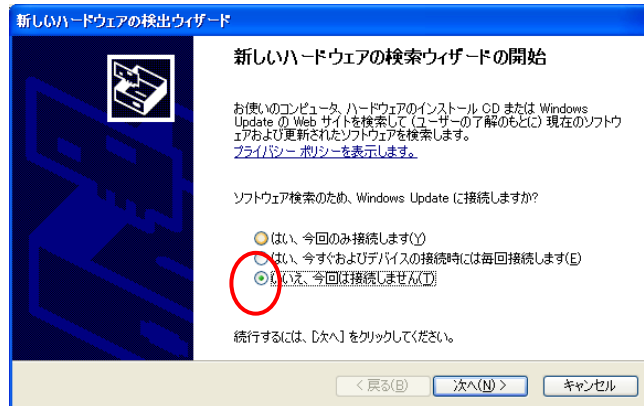 新しいハードウェアの検出ウィザード
新しいハードウェアの検索ウィザードの開始
お使いのコンピュータ、ハードウェアのインストール CD または Windows
Update の Web サイトを検索して (ユーザーの了解のもとに) 現在のソフトウ
ェアおよび更新されたソフトウェアを検索します。
プライバシー ポリシーを表示します。
ソフトウェア検索のため、Windows Update に接続しますか?
はい、今回のみ接続します(Y)
はい、今すぐおよびデバイスの接続時には毎回接続します(E)
いいえ、今回は接続しません(T)
続行するには、[次へ] をクリックしてください。
< 戻る(B) 次へ(N) > キャンセル